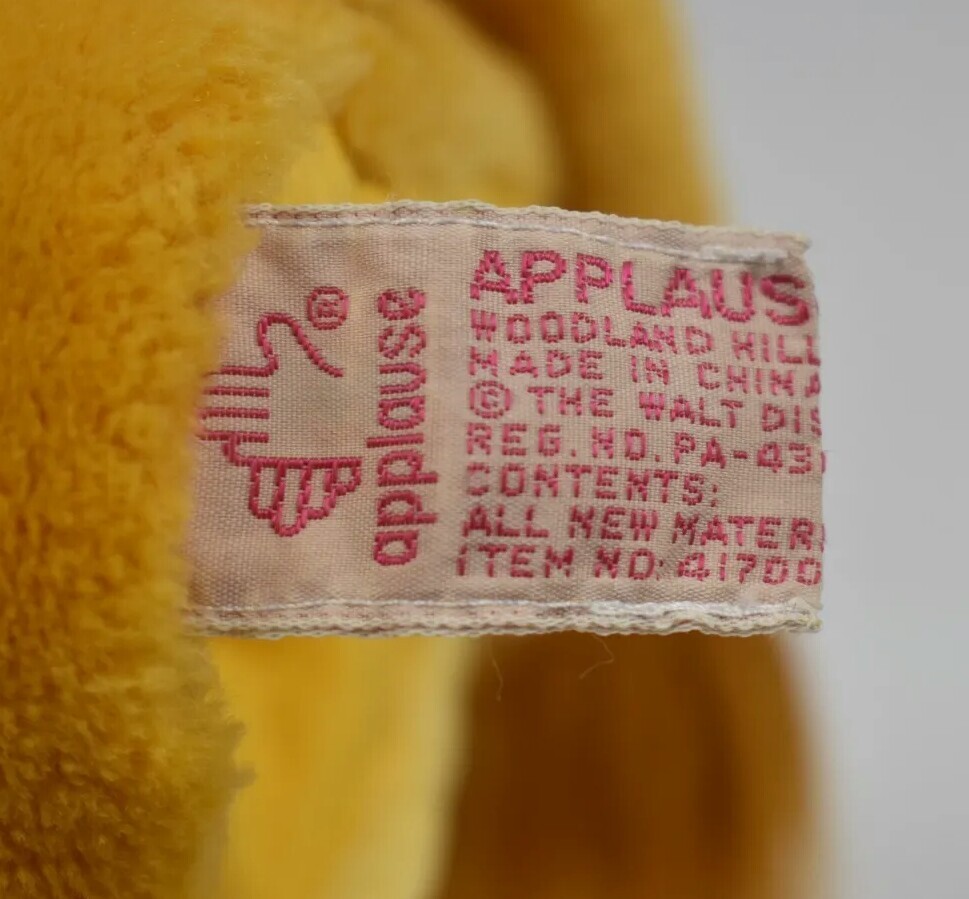 ®
applause
APPLAUS
WOODLAND HILL
MADE IN CHINA
© THE WALT DIS
REG. NO. PA-43
CONTENTS:
ALL NEW MATER
ITEM NO: 41700